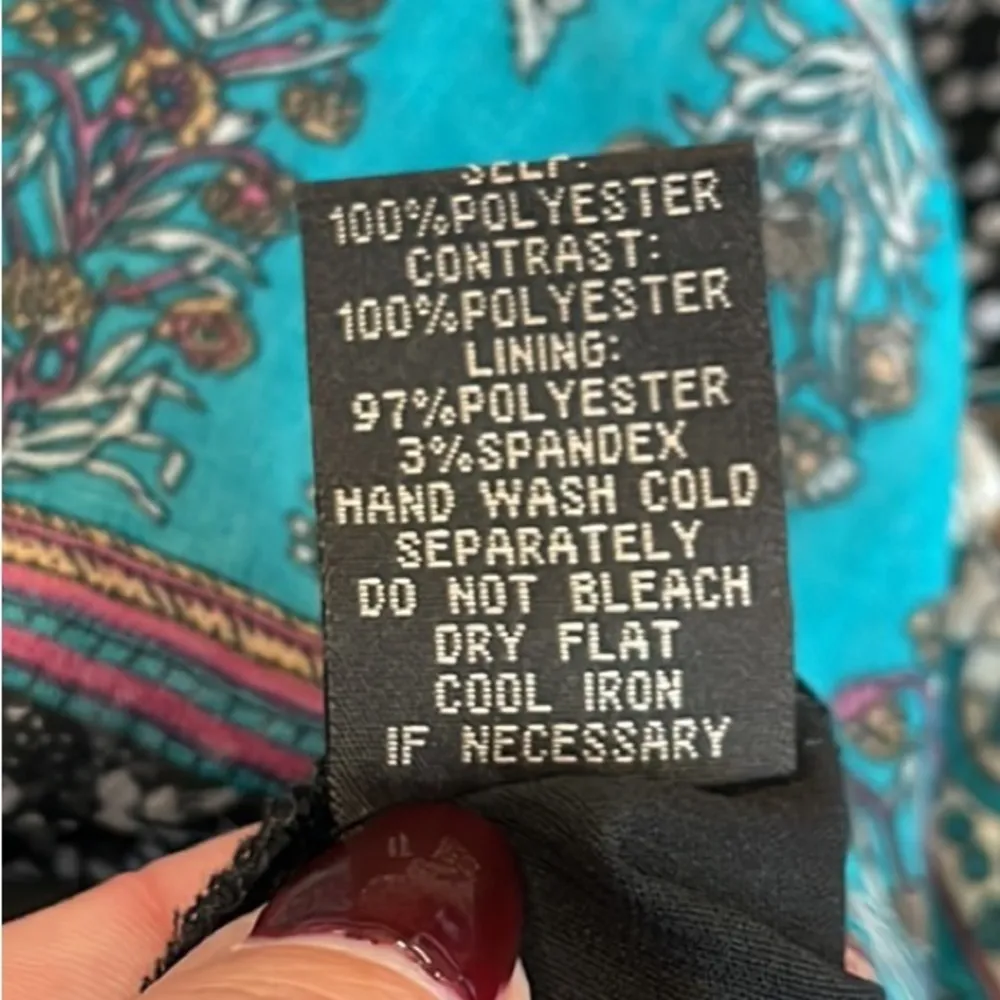 SELF:
100%POLYESTER
CONTRAST:
100%POLYESTER
LINING:
97%POLYESTER
3%SPANDEX
HAND WASH COLD
SEPARATELY
DO NOT BLEACH
DRY FLAT
COOL IRON
IF NECESSARY